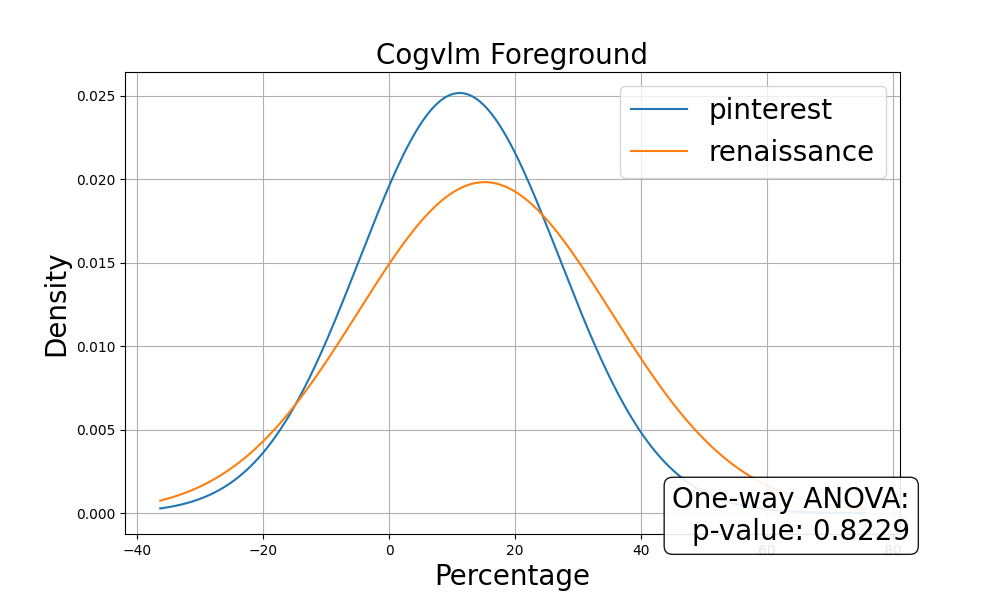 Cogvlm Foreground
pinterest
renaissance
Density
0.025
0.020
0.015
0.010
0.005
0.000
One-way ANOVA:
p-value: 0.8229
−40 −20 0 20 40 60 80
Percentage